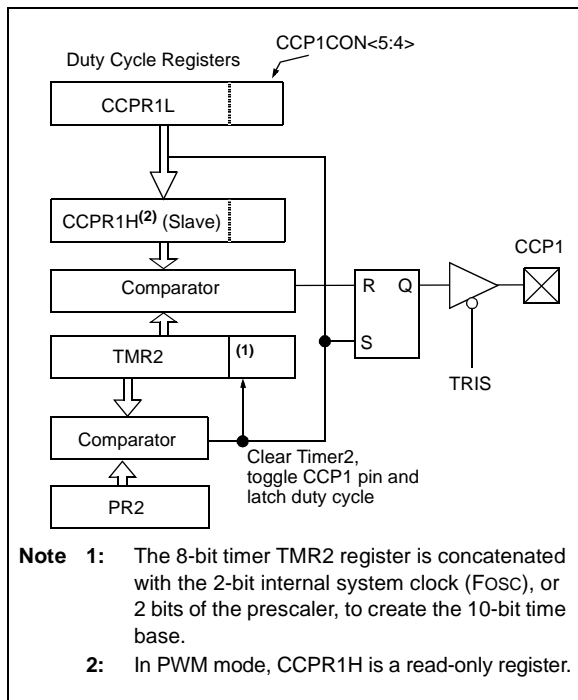 CCP1CON<5:4>
Duty Cycle Registers
CCPR1L
CCPR1H(2) (Slave)
CCP1
Comparator
R Q
S
TMR2 (1)
TRIS
Comparator
Clear Timer2,
toggle CCP1 pin and
latch duty cycle
PR2
Note 1: The 8-bit timer TMR2 register is concatenated
with the 2-bit internal system clock (FOSC), or
2 bits of the prescaler, to create the 10-bit time
base.
2: In PWM mode, CCPR1H is a read-only register.